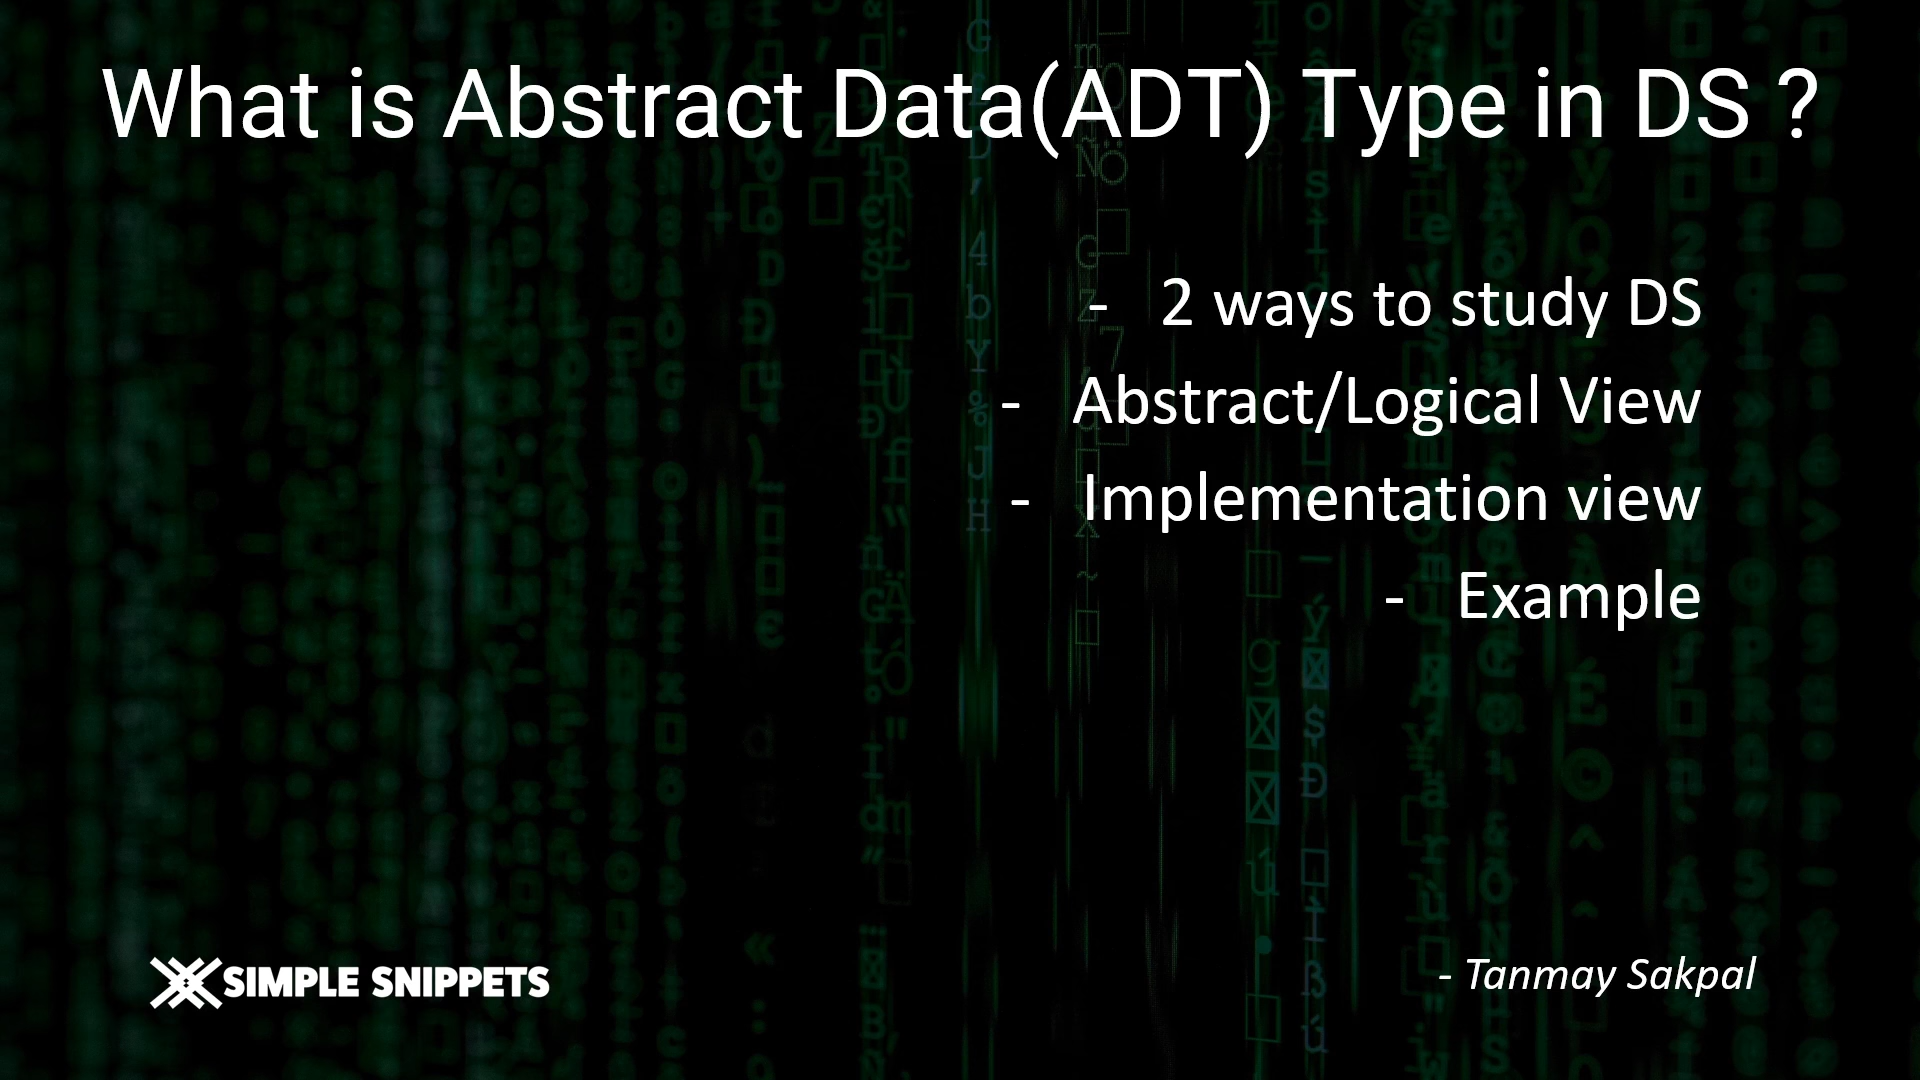 What is Abstract Data(ADT) Type in DS ?
- 2 ways to study DS
- Abstract/Logical View
- Implementation view
- Example
SIMPLE SNIPPETS
- Tanmay Sakpal